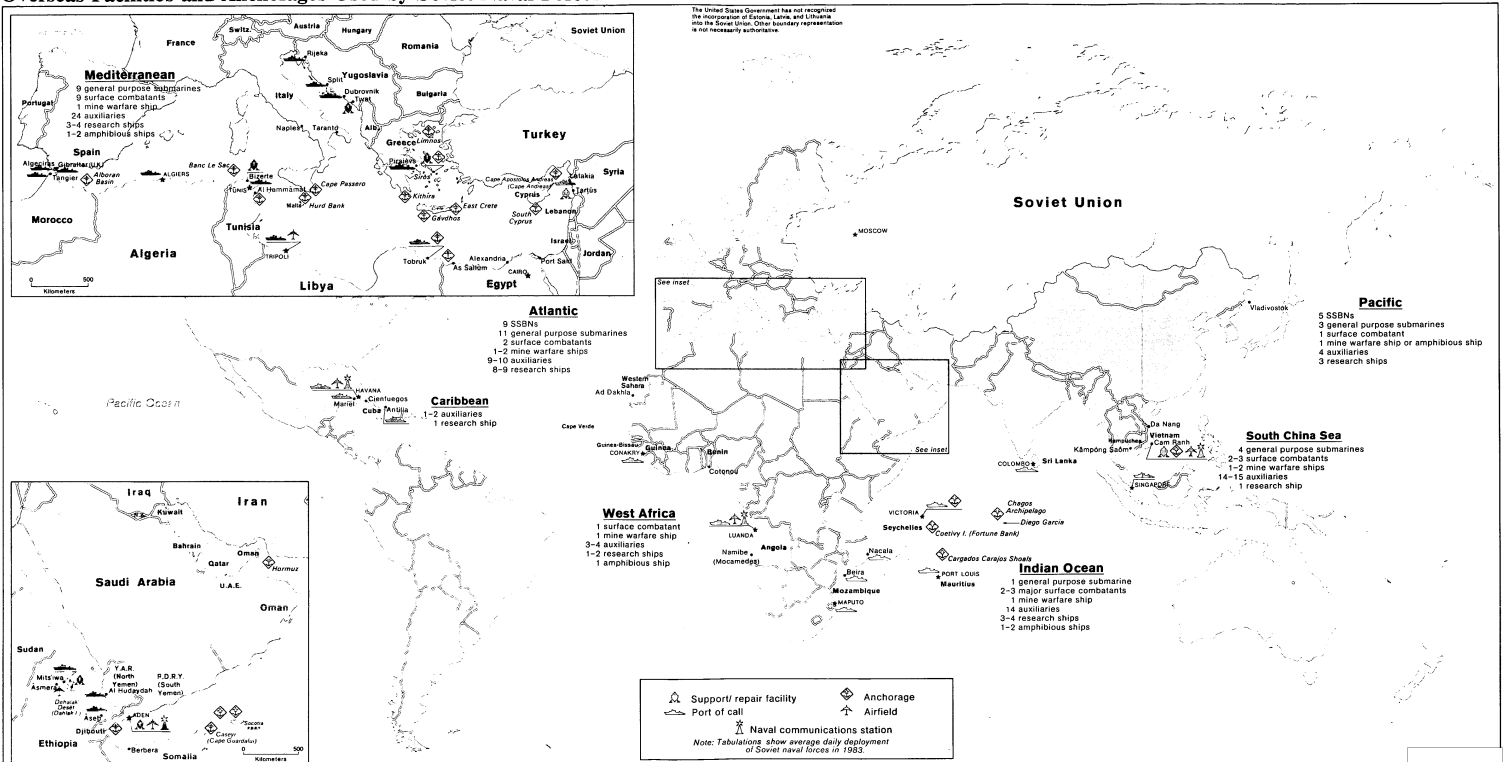 The United States Government has not recognized
the incorporation of Estonia, Latvia, and Lithuania
into the Soviet Union. Other boundary representation
is not necessarily authoritative.
Switz.
Austria
Hungary
France
Romania
Soviet Union
Rijeka
Mediterranean
9 general purpose submarines
9 surface combatants
1 mine warfare ship
24 auxiliaries
3-4 research ships
1-2 amphibious ships
Yugoslavia
Split
Dubrovnik
Tivat
Bulgaria
Italy
Portugal
Naples
Taranto
Alb.
Turkey
Greece
Limnos
Spain
Algeciras
Gibraltar (U.K.)
Tangier
Alboran
Basin
ALGIERS
Banc Le Sac
Bizerte
TUNIS
Al Hammamat
Cape Passero
Malta
Hurd Bank
Piraievs
Siros
Kithira
Crete
East Crete
Gavdhos
Cape Apostolos Andreas
(Cape Andreas)
Cyprus
South
Cyprus
Latakia
Tartus
Syria
Lebanon
Israel
Jordan
Morocco
Algeria
Tunisia
TRIPOLI
Libya
Tobruk
As Sallum
Alexandria
Port Said
CAIRO
Egypt
0 500
Kilometers
Soviet Union
MOSCOW
Vladivostok
See inset
See inset
Atlantic
9 SSBNs
11 general purpose submarines
2 surface combatants
1-2 mine warfare ships
9-10 auxiliaries
8-9 research ships
Pacific
5 SSBNs
3 general purpose submarines
1 surface combatant
1 mine warfare ship or amphibious ship
4 auxiliaries
3 research ships
Pacific Ocean
HAVANA
Mariel
Cienfuegos
Cuba
Antilla
Caribbean
1-2 auxiliaries
1 research ship
Western
Sahara
Ad Dakhla
Cape Verde
Guinea-Bissau
Guinea
CONAKRY
Benin
Cotonou
Da Nang
Kampuchea
Vietnam
Cam Ranh
Kâmpóng Saôm
South China Sea
4 general purpose submarines
2-3 surface combatants
1-2 mine warfare ships
14-15 auxiliaries
1 research ship
COLOMBO
Sri Lanka
SINGAPORE
West Africa
1 surface combatant
1 mine warfare ship
3-4 auxiliaries
1-2 research ships
1 amphibious ship
LUANDA
Namibe
(Mocamedes)
Angola
VICTORIA
Seychelles
Chagos
Archipelago
Diego Garcia
Coetivy I. (Fortune Bank)
Nacala
Cargados Carajos Shoals
Beira
PORT LOUIS
Mauritius
Mozambique
MAPUTO
Indian Ocean
1 general purpose submarine
2-3 major surface combatants
1 mine warfare ship
14 auxiliaries
3-4 research ships
1-2 amphibious ships
Iraq
Iran
Kuwait
Bahrain
Qatar
Oman
Hormuz
U.A.E.
Saudi Arabia
Oman
Sudan
Y.A.R.
(North
Yemen)
P.D.R.Y.
(South
Yemen)
Mits'iwa
Asmera
Al Hudaydah
Dehalak
Deset
(Dahlak I.)
Aseb
ADEN
Djibouti
Socotra
P.D.R.Y.
Caseyr
(Cape Guardafui)
Ethiopia
Berbera
Somalia
0 500
Kilometers
Support/ repair facility
Anchorage
Port of call
Airfield
Naval communications station
Note: Tabulations show average daily deployment
of Soviet naval forces in 1983.